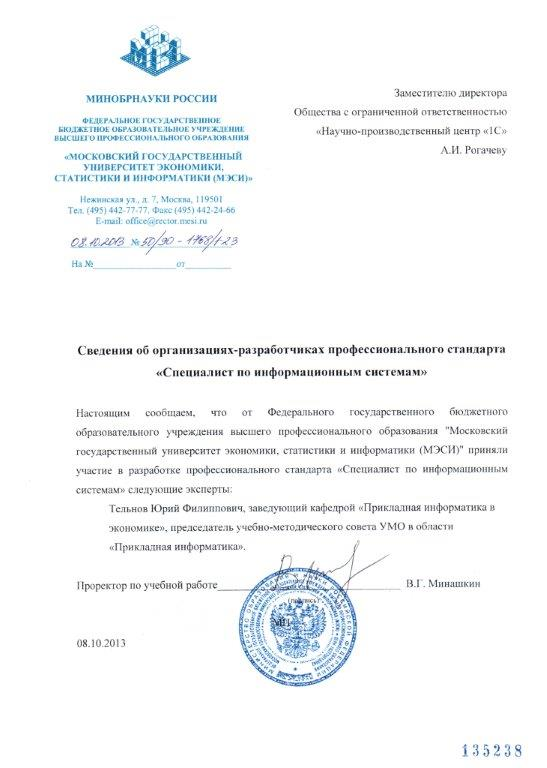 МИНОБРНАУКИ РОССИИ
ФЕДЕРАЛЬНОЕ ГОСУДАРСТВЕННОЕ
БЮДЖЕТНОЕ ОБРАЗОВАТЕЛЬНОЕ УЧРЕЖДЕНИЕ
ВЫСШЕГО ПРОФЕССИОНАЛЬНОГО ОБРАЗОВАНИЯ
«МОСКОВСКИЙ ГОСУДАРСТВЕННЫЙ
УНИВЕРСИТЕТ ЭКОНОМИКИ,
СТАТИСТИКИ И ИНФОРМАТИКИ (МЭСИ)»
Нежинская ул., д. 7, Москва, 119501
Тел. (495) 442-77-77, Факс (495) 442-24-66
E-mail: office@rector.mesi.ru
08.10.2013 № 50/90-1768/1-23
На № от
Заместителю директора
Общества с ограниченной ответственностью
«Научно-производственный центр «1С»
А.И. Рогачеву
Сведения об организациях-разработчиках профессионального стандарта
«Специалист по информационным системам»
Настоящим сообщаем, что от Федерального государственного бюджетного
образовательного учреждения высшего профессионального образования "Московский
государственный университет экономики, статистики и информатики (МЭСИ)" приняли
участие в разработке профессионального стандарта «Специалист по информационным
системам» следующие эксперты:
Тельнов Юрий Филиппович, заведующий кафедрой «Прикладная информатика в
экономике», председатель учебно-методического совета УМО в области
«Прикладная информатика».
Проректор по учебной работе В.Г. Минашкин
(подпись)
МП
08.10.2013
135238